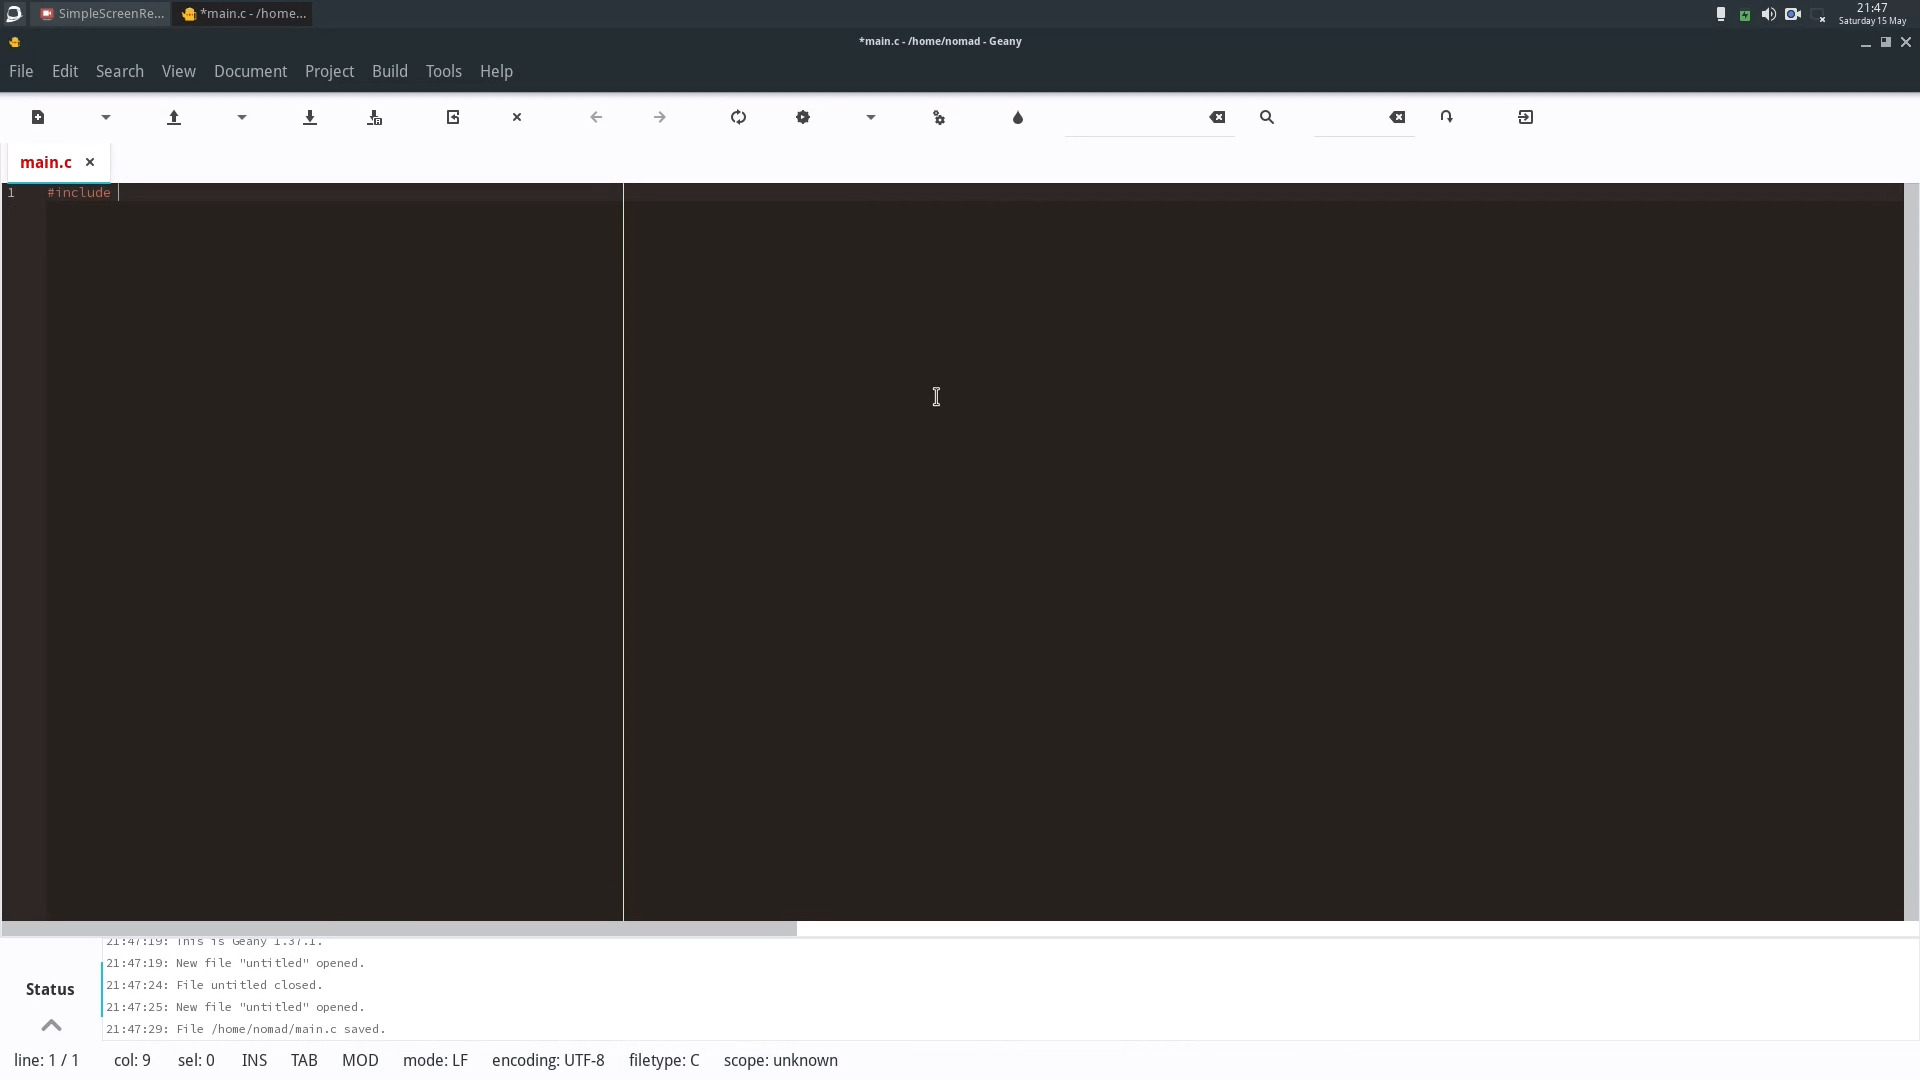 SimpleScreenRe...
*main.c - /home...
21:47
Saturday 15 May
*main.c - /home/nomad - Geany
File Edit Search View Document Project Build Tools Help
main.c
1 #include
21:47:19: This is Geany 1.37.1.
21:47:19: New file "untitled" opened.
21:47:24: File untitled closed.
21:47:25: New file "untitled" opened.
21:47:29: File /home/nomad/main.c saved.
Status
line: 1 / 1 col: 9 sel: 0 INS TAB MOD mode: LF encoding: UTF-8 filetype: C scope: unknown